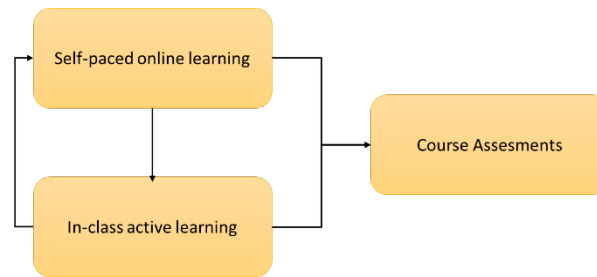 Self-paced online learning
Course Assesments
In-class active learning